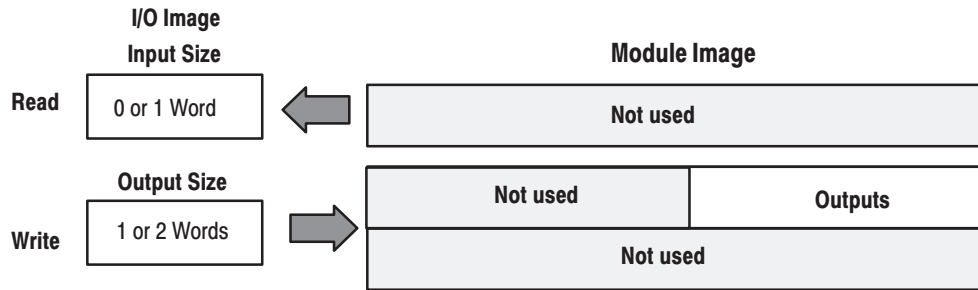 I/O Image
Input Size
Module Image
Read
0 or 1 Word
Not used
Output Size
Not used
Outputs
Write
1 or 2 Words
Not used